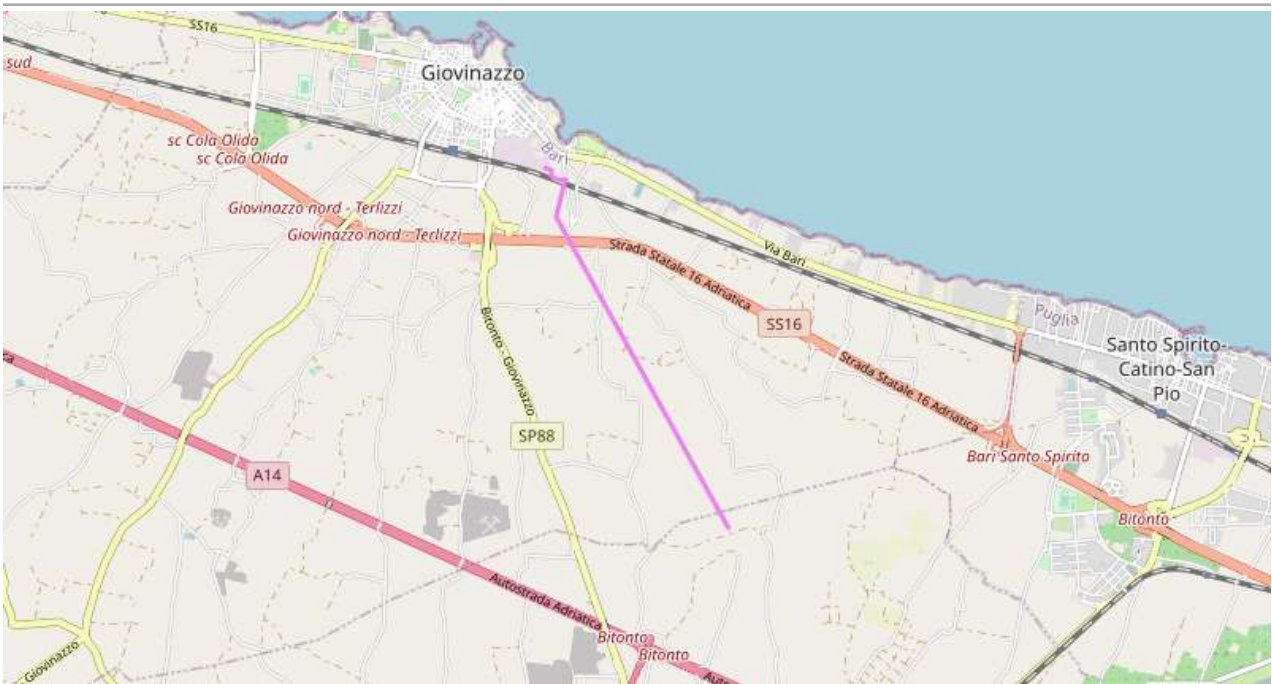 SS16
Giovinazzo
sud
sc Cola Olida
sc Cola Olida
Bari
Giovinazzo nord - Terlizzi
Giovinazzo nord - Terlizzi
Strada Statale 16 Adriatica
Via Bari
SS16
Puglia
Santo Spirito-
Catino-San
Pio
Bitonto - Giovinazzo
Strada Statale 16 Adriatica
SP88
A14
Bari Santo Spirito
Bitonto
Autostrada Adriatica
Bitonto
Bitonto
Giovinazzo